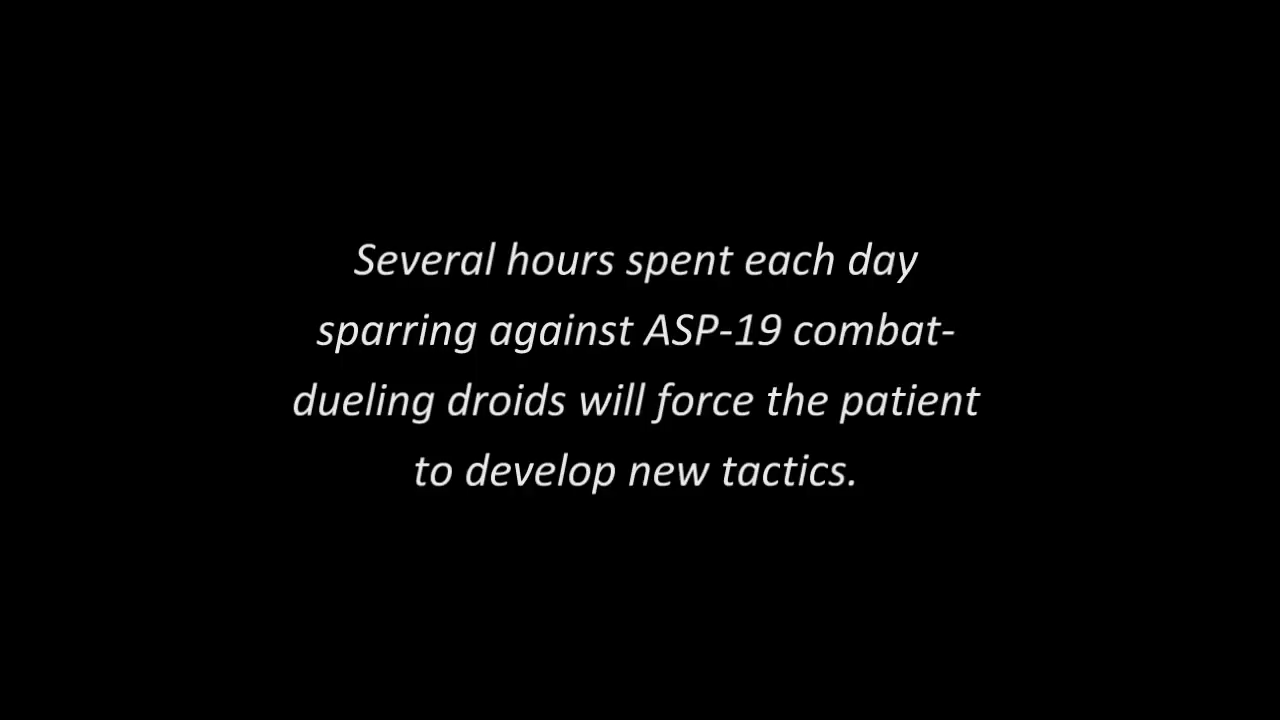 Several hours spent each day
sparring against ASP-19 combat-
dueling droids will force the patient
to develop new tactics.